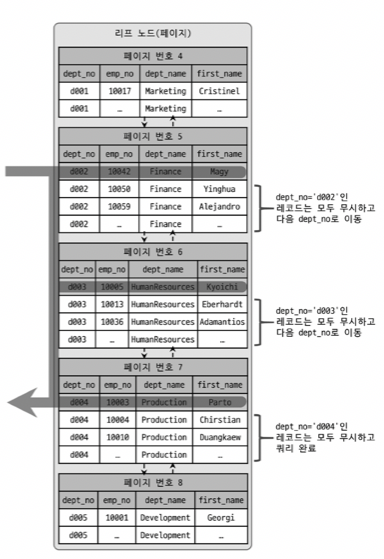 리프 노드(페이지)
페이지 번호 4
dept_no emp_no dept_name first_name
d001 10017 Marketing Cristinel
d001 … Marketing …
페이지 번호 5
dept_no emp_no dept_name first_name
d002 10042 Finance Magy
d002 10050 Finance Yinghua
d002 10059 Finance Alejandro
d002 … Finance …
dept_no='d002'인
레코드는 모두 무시하고
다음 dept_no로 이동
페이지 번호 6
dept_no emp_no dept_name first_name
d003 10005 HumanResources Kyoichi
d003 10013 HumanResources Eberhardt
d003 10036 HumanResources Adamantios
d003 … HumanResources …
dept_no='d003'인
레코드는 모두 무시하고
다음 dept_no로 이동
페이지 번호 7
dept_no emp_no dept_name first_name
d004 10003 Production Parto
d004 10004 Production Chirstian
d004 10010 Production Duangkaew
d004 … Production …
dept_no='d004'인
레코드는 모두 무시하고
쿼리 완료
페이지 번호 8
dept_no emp_no dept_name first_name
d005 10001 Development Georgi
d005 … Development …